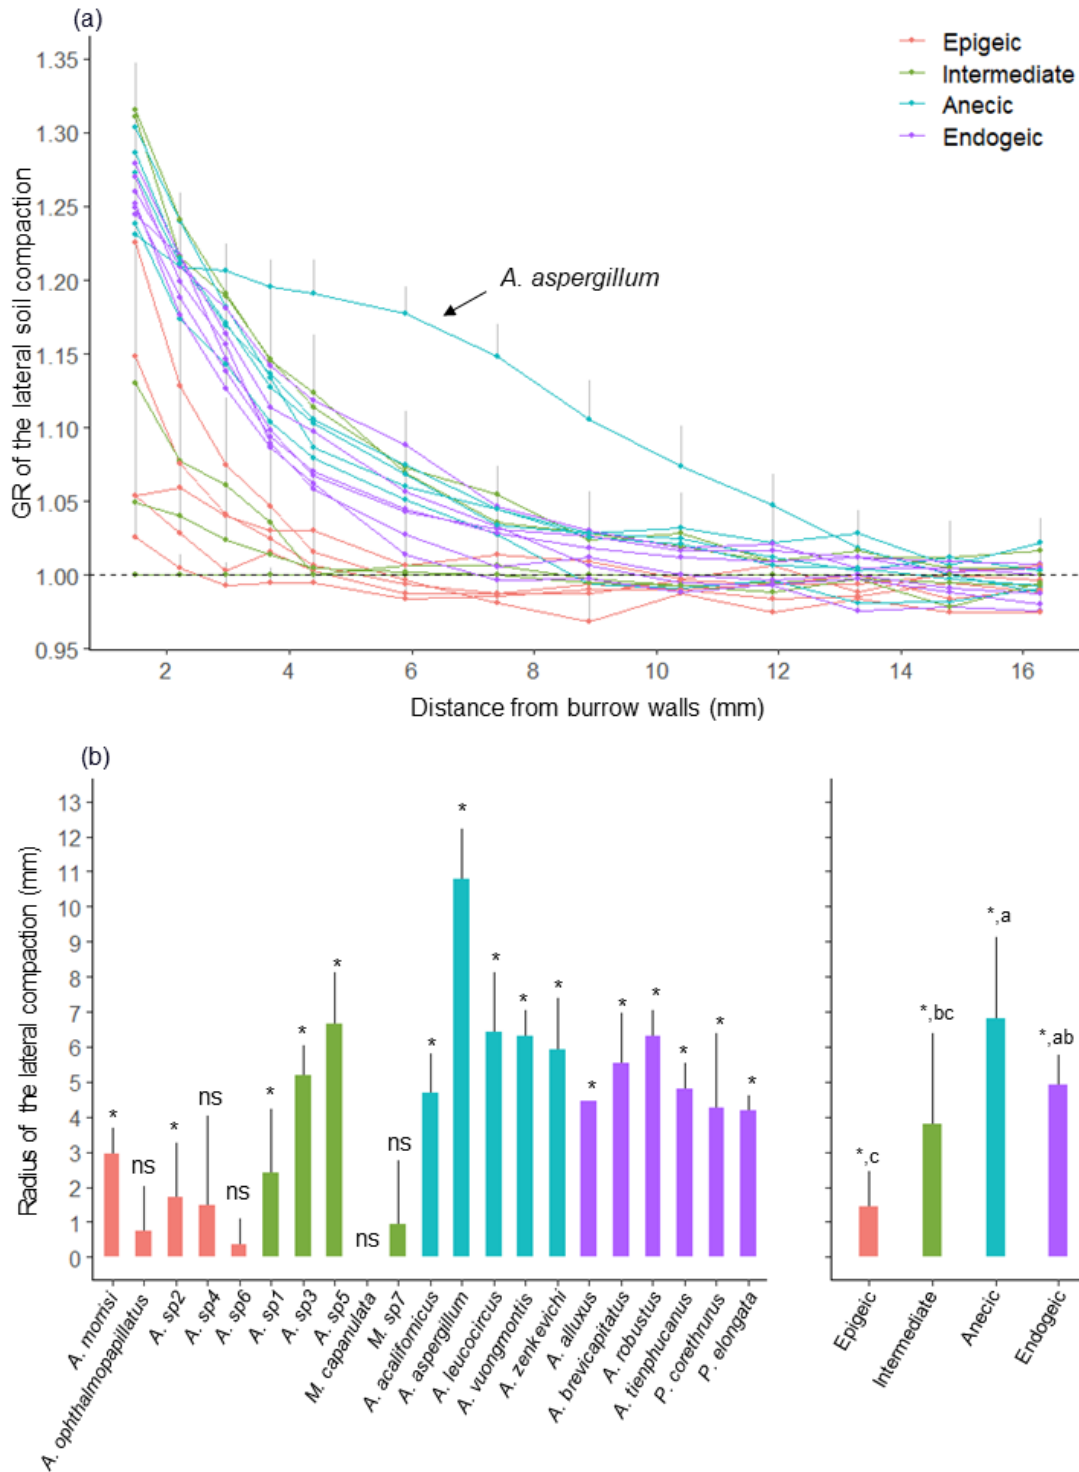 (a)
GR of the lateral soil compaction
1.35
1.30
1.25
1.20
1.15
1.10
1.05
1.00
0.95
Epigeic
Intermediate
Anecic
Endogeic
A. aspergillum
2 4 6 8 10 12 14 16
Distance from burrow walls (mm)
(b)
Radius of the lateral compaction (mm)
13
12
11
10
9
8
7
6
5
4
3
2
1
0
* ns * ns ns * * * ns ns * * * * * * * * * * *
*,c *,bc *,a *,ab
A. morrisi
A. ophthalmopapillatus
A. sp2
A. sp4
A. sp6
A. sp1
A. sp3
A. sp5
M. capanulata
M. sp7
A. acalifornicus
A. aspergillum
A. leucocircus
A. vuongmontis
A. zenkevichi
A. alluxus
A. brevicapitatus
A. robustus
A. tienphucanus
P. corethrurus
P. elongata
Epigeic
Intermediate
Anecic
Endogeic